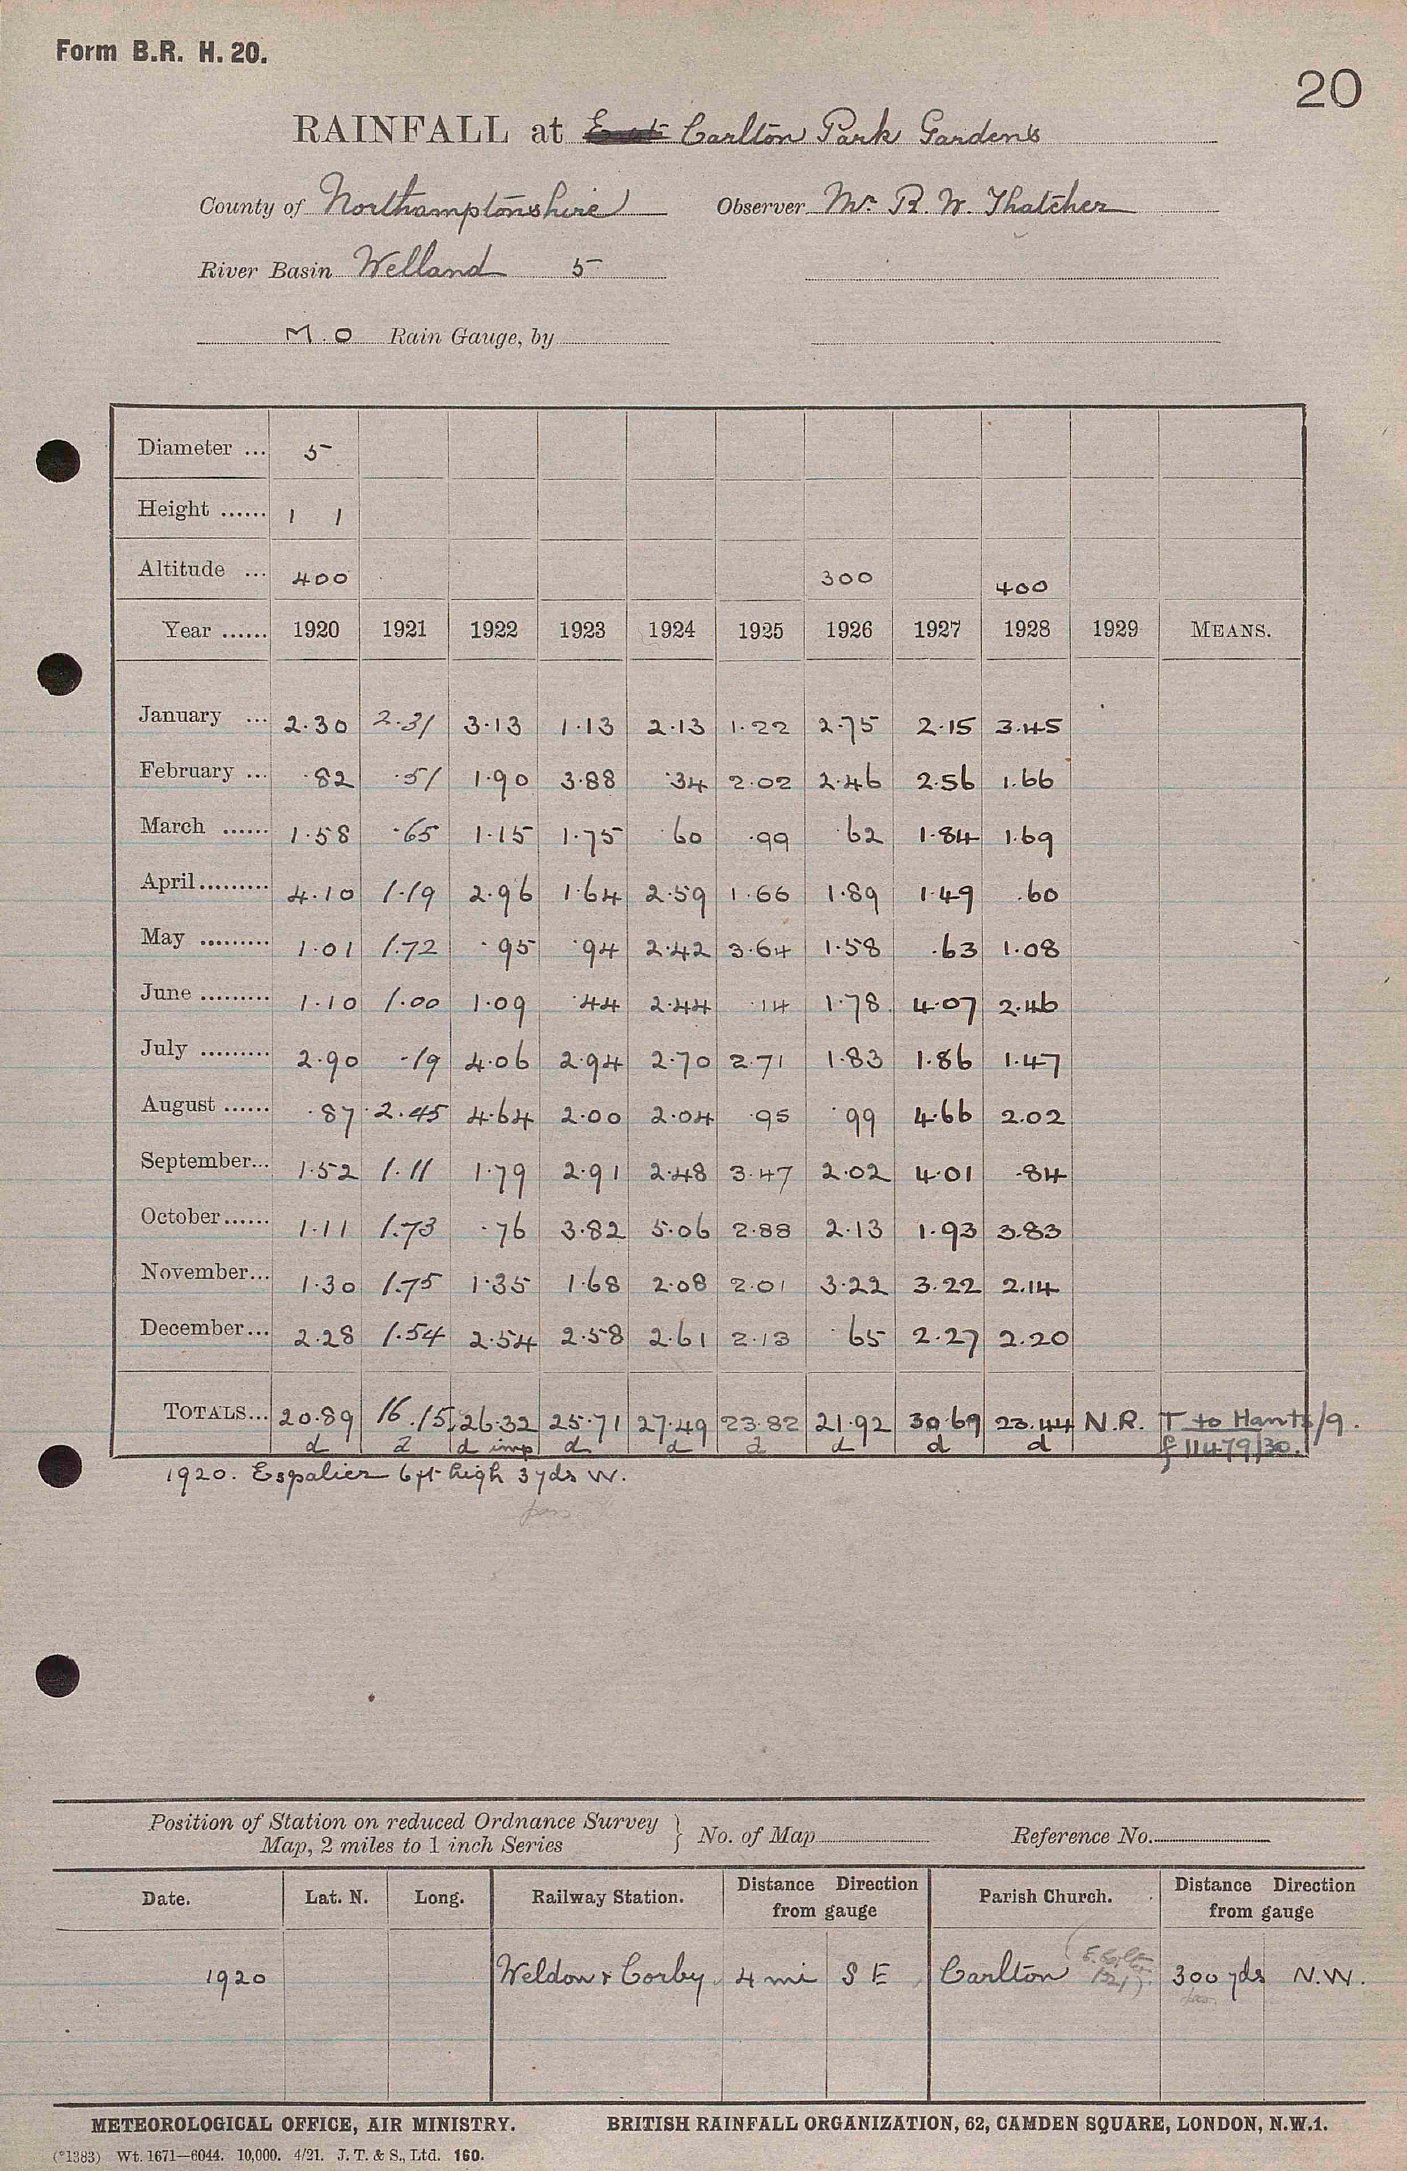 Form B.R. H. 20.
20
RAINFALL at East Carlton Park Gardens
County of Northamptonshire Observer Mr. R. W. Thatcher
River Basin Welland 5
M.O Rain Gauge, by
Diameter ... 5
Height ...... 1 1
Altitude ... 400 300 400
Year ...... 1920 1921 1922 1923 1924 1925 1926 1927 1928 1929 MEANS.
January ... 2.30 2.31 3.13 1.13 2.13 1.22 2.75 2.15 3.45
February ... .82 .51 1.90 3.88 .34 2.02 2.46 2.56 1.66
March ...... 1.58 .65 1.15 1.75 .60 .99 .62 1.84 1.69
April......... 4.10 1.19 2.96 1.64 2.59 1.66 1.89 1.49 .60
May ......... 1.01 1.72 .95 .94 2.42 3.64 1.58 .63 1.08
June ......... 1.10 1.00 1.09 .44 2.44 .14 1.78 4.07 2.46
July ......... 2.90 .19 4.06 2.94 2.70 2.71 1.83 1.86 1.47
August ...... .87 2.45 4.64 2.00 2.04 .95 .99 4.66 2.02
September... 1.52 1.11 1.79 2.91 2.48 3.47 2.02 4.01 .84
October...... 1.11 1.73 .76 3.82 5.06 2.88 2.13 1.93 3.83
November... 1.30 1.75 1.35 1.68 2.08 2.01 3.22 3.22 2.14
December... 2.28 1.54 2.54 2.58 2.61 2.13 .65 2.27 2.20
TOTALS... 20.89 16.15 26.32 25.71 27.49 23.82 21.92 30.69 23.44 N.R. T to Hants/9.
d d d imp d d d d d d f 11479/30.
1920. Espalier 6ft high 3yds W.
Position of Station on reduced Ordnance Survey
Map, 2 miles to 1 inch Series } No. of Map Reference No.
Date. Lat. N. Long. Railway Station. Distance Direction from gauge Parish Church. Distance Direction from gauge
1920 Weldon & Corby 4 mi S E Carlton 300 yds N.W.
METEOROLOGICAL OFFICE, AIR MINISTRY. BRITISH RAINFALL ORGANIZATION, 62, CAMDEN SQUARE, LONDON, N.W.1.
(*1383) Wt. 1671—6044. 10,000. 4/21. J. T. & S., Ltd. 160.